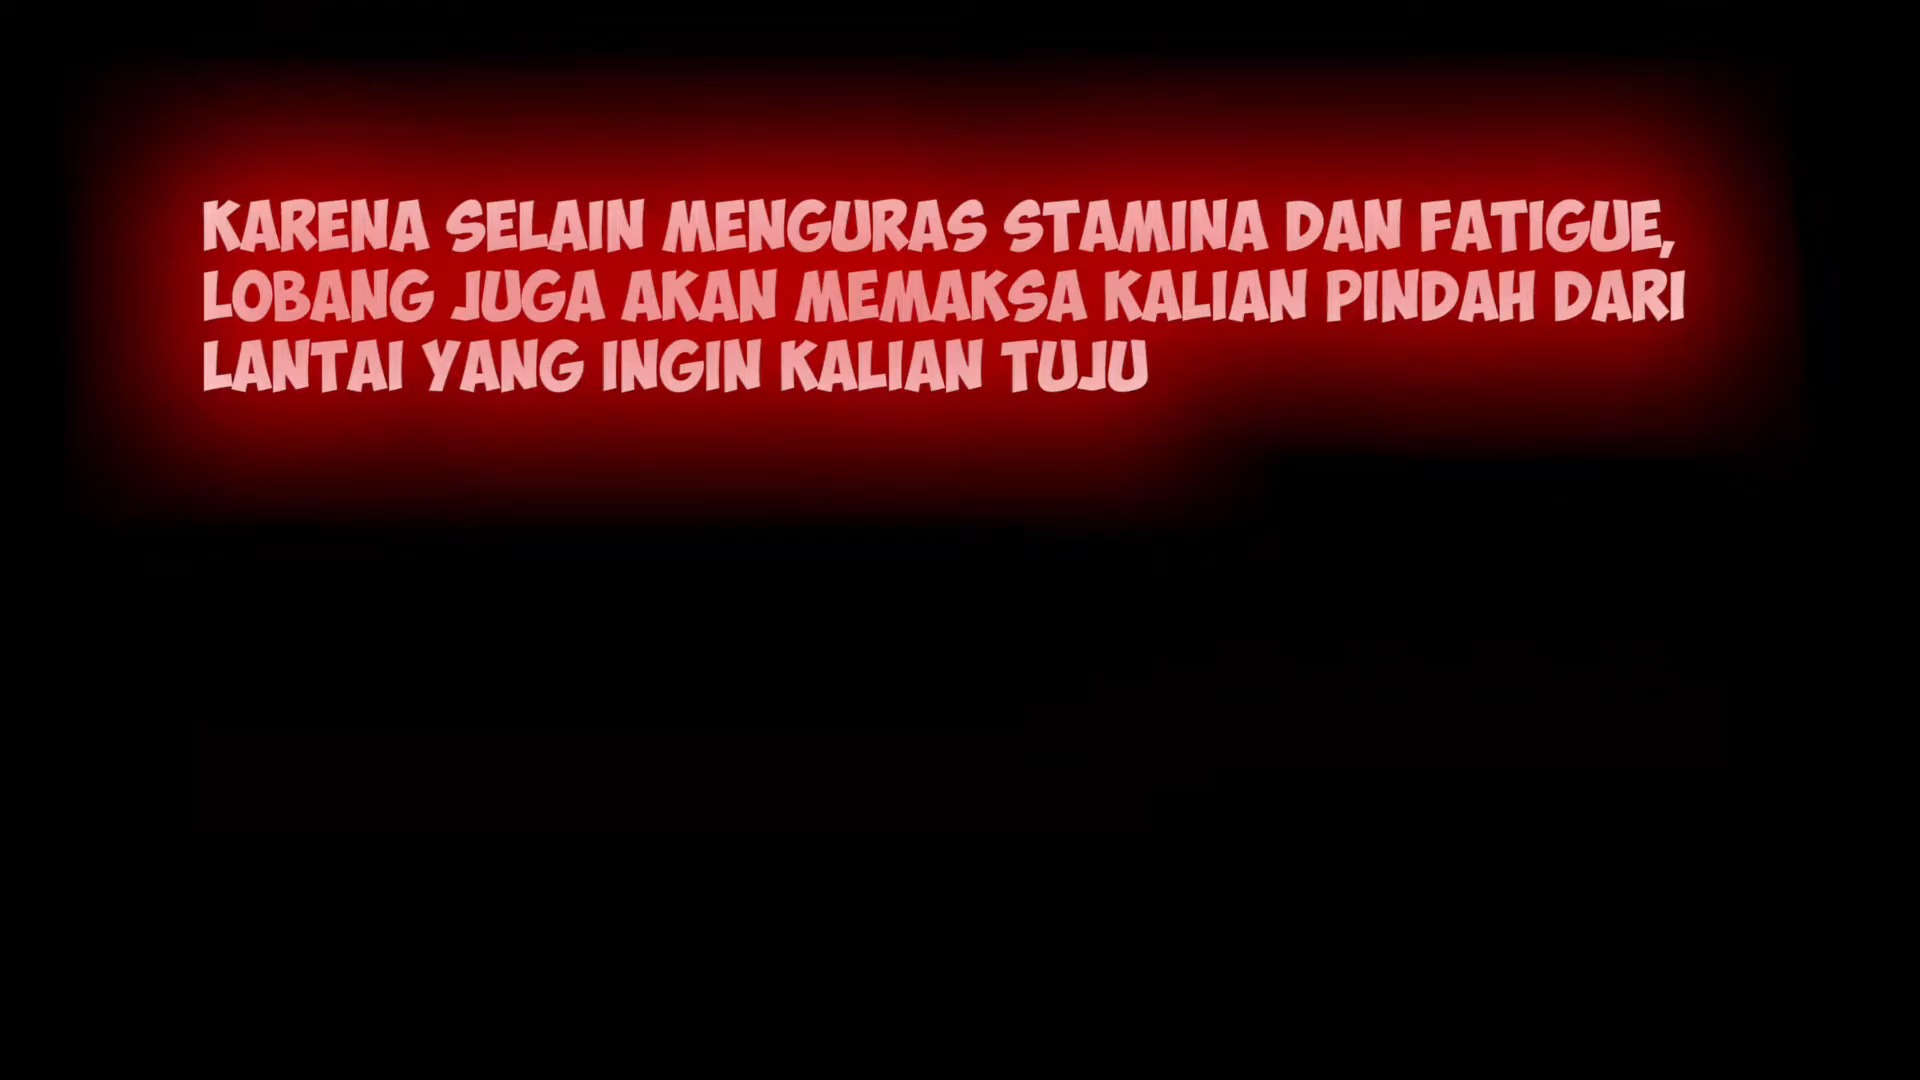 KARENA SELAIN MENGURAS STAMINA DAN FATIGUE,
LOBANG JUGA AKAN MEMAKSA KALIAN PINDAH DARI
LANTAI YANG INGIN KALIAN TUJU